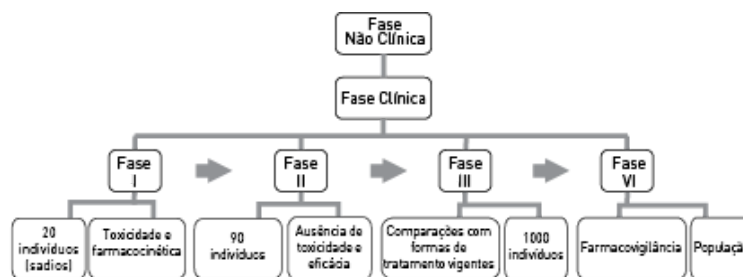 Fase
Não Clínica
Fase Clínica
Fase
I
Fase
II
Fase
III
Fase
VI
20
indivíduos
(sadios)
Toxicidade e
farmacocinética
90
indivíduos
Ausência de
toxicidade e
eficácia
Comparações com
formas de
tratamento vigentes
1000
indivíduos
Farmacovigilância
Populaçã